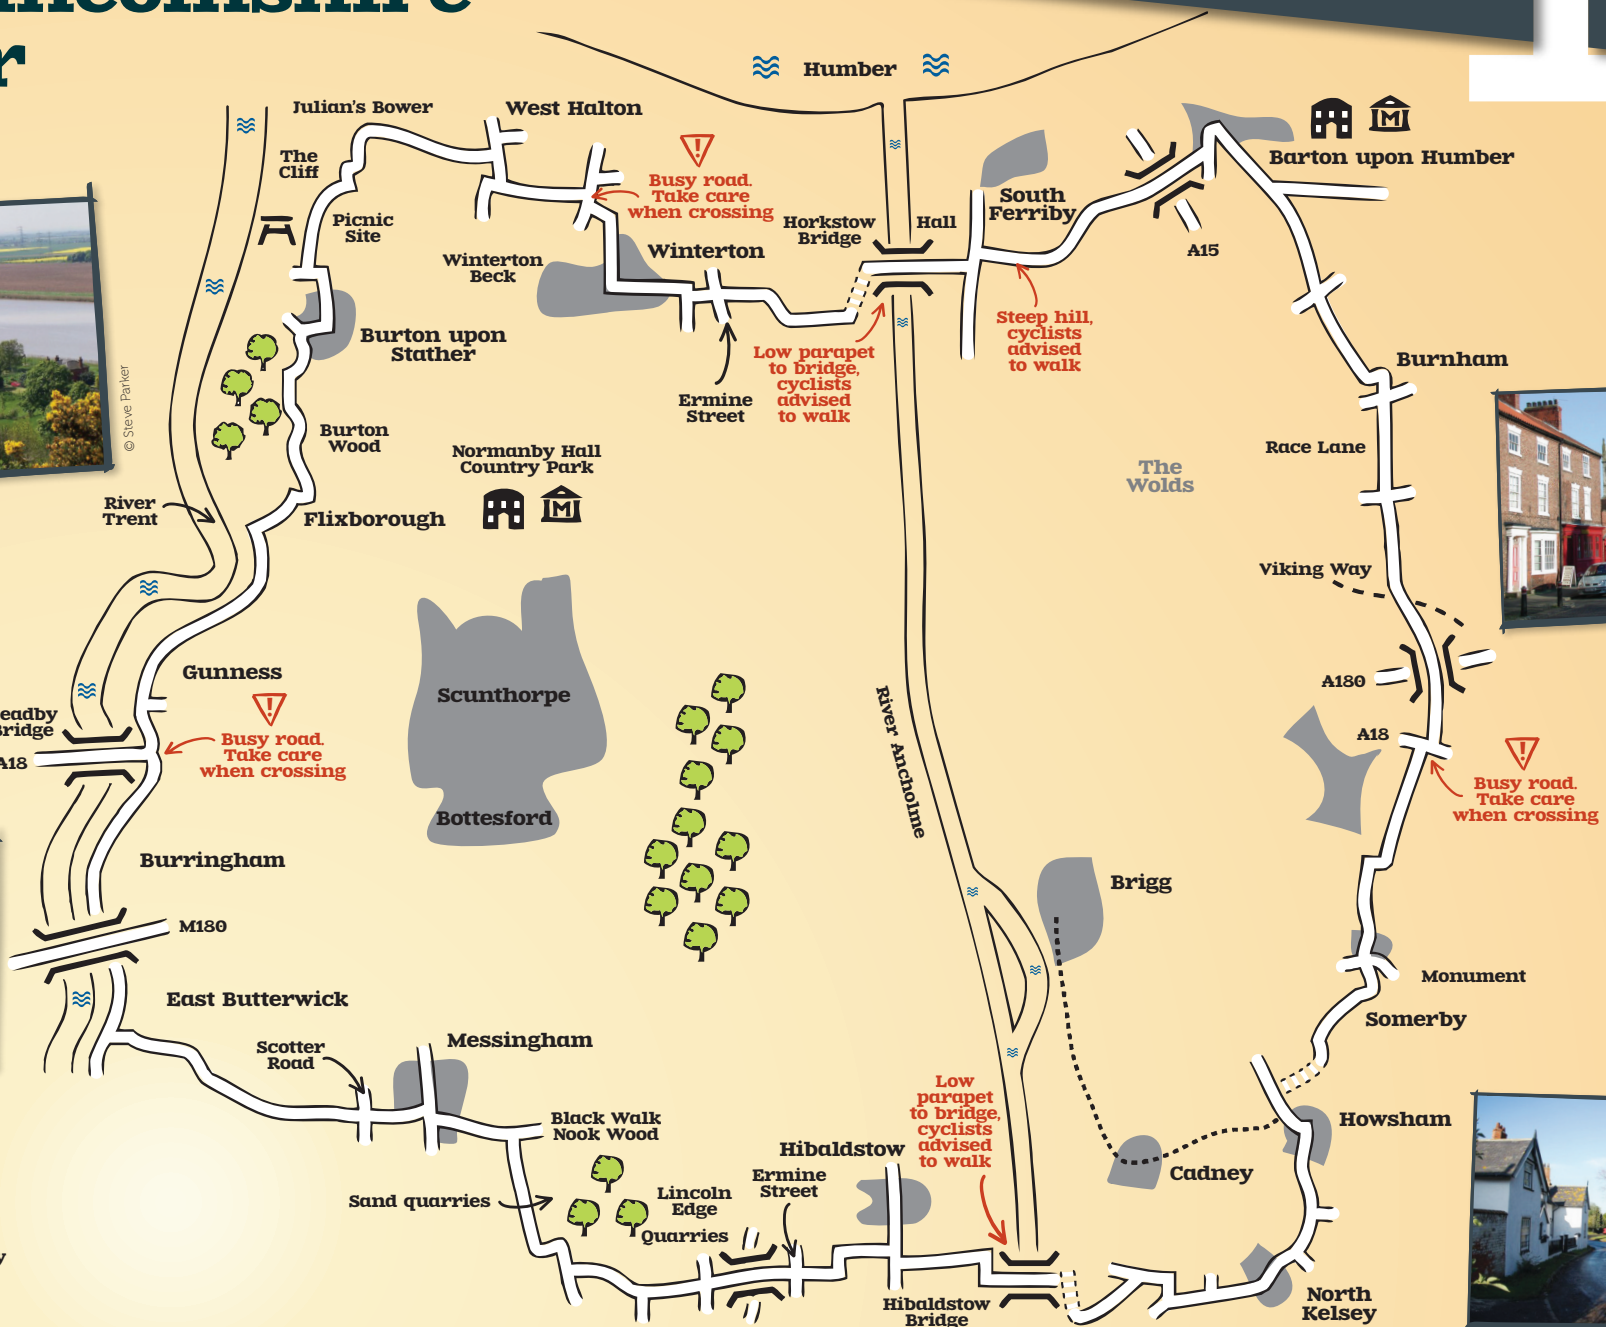 Humber
Julian's Bower
West Halton
The
Cliff
Busy road.
Take care
when crossing
Barton upon Humber
South
Ferriby
Picnic
Site
Horkstow
Bridge
Hall
A15
Winterton
Winterton
Beck
Burton upon
Stather
Steep hill,
cyclists
advised
to walk
Low parapet
to bridge,
cyclists
advised
to walk
Ermine
Street
Burnham
© Steve Parker
Burton
Wood
Normanby Hall
Country Park
M
M
Race Lane
The
Wolds
River
Trent
Flixborough
Viking Way
Gunness
A180
Scunthorpe
A18
Busy road.
Take care
when crossing
A18
Busy road.
Take care
when crossing
River Ancholme
Bottesford
Burringham
Brigg
M180
Monument
East Butterwick
Somerby
Scotter
Road
Messingham
Black Walk
Nook Wood
Low
parapet
to bridge,
cyclists
advised
to walk
Howsham
Hibaldstow
Cadney
Ermine
Street
Sand quarries
Lincoln
Edge
Quarries
Hibaldstow
Bridge
North
Kelsey